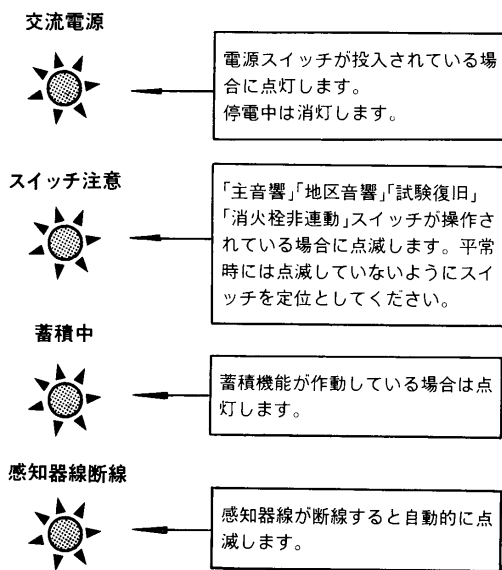 交流電源
電源スイッチが投入されている場
合に点灯します。
停電中は消灯します。
スイッチ注意
「主音響」「地区音響」「試験復旧」
「消火栓非連動」スイッチが操作さ
れている場合に点滅します。平常
時には点滅していないようにスイ
ッチを定位としてください。
蓄積中
蓄積機能が作動している場合は点
灯します。
感知器線断線
感知器線が断線すると自動的に点
滅します。